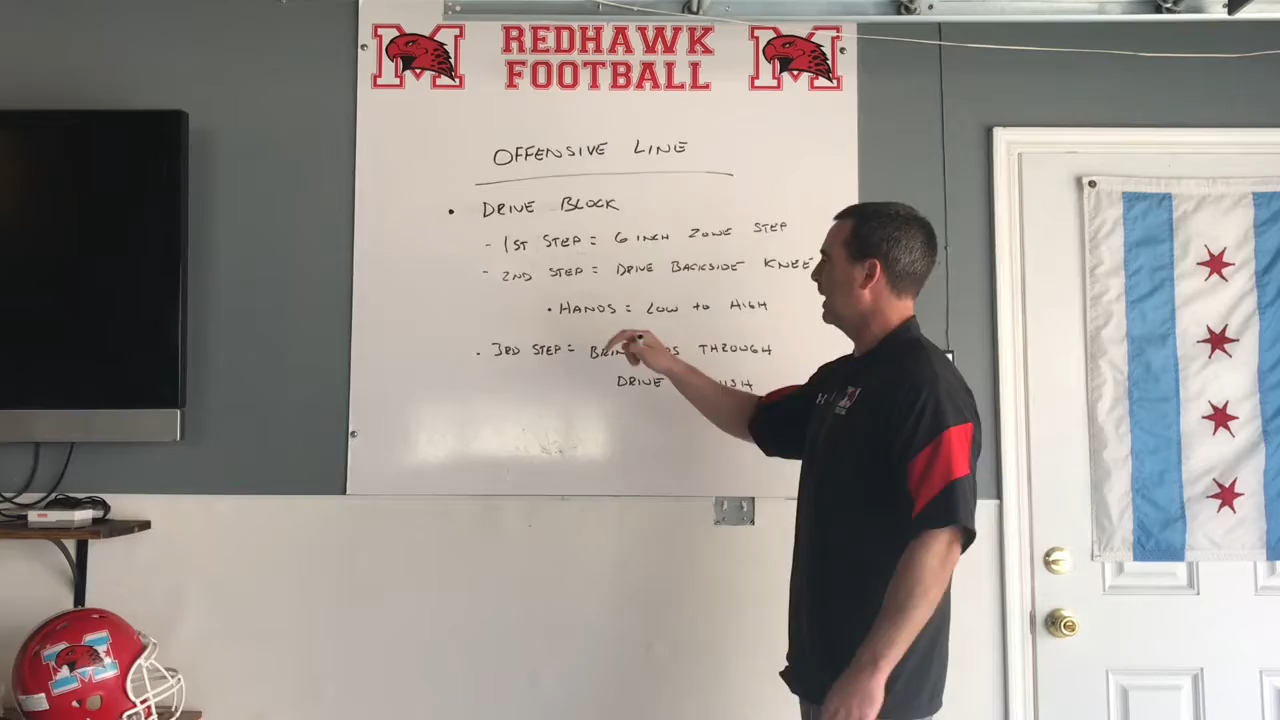 REDHAWK
FOOTBALL
M
M
OFFENSIVE LINE
• DRIVE BLOCK
- 1ST STEP = 6 INCH ZONE STEP
- 2ND STEP = DRIVE BACKSIDE KNEE
• HANDS = LOW TO HIGH
• 3RD STEP = THROUGH
DRIVE
M